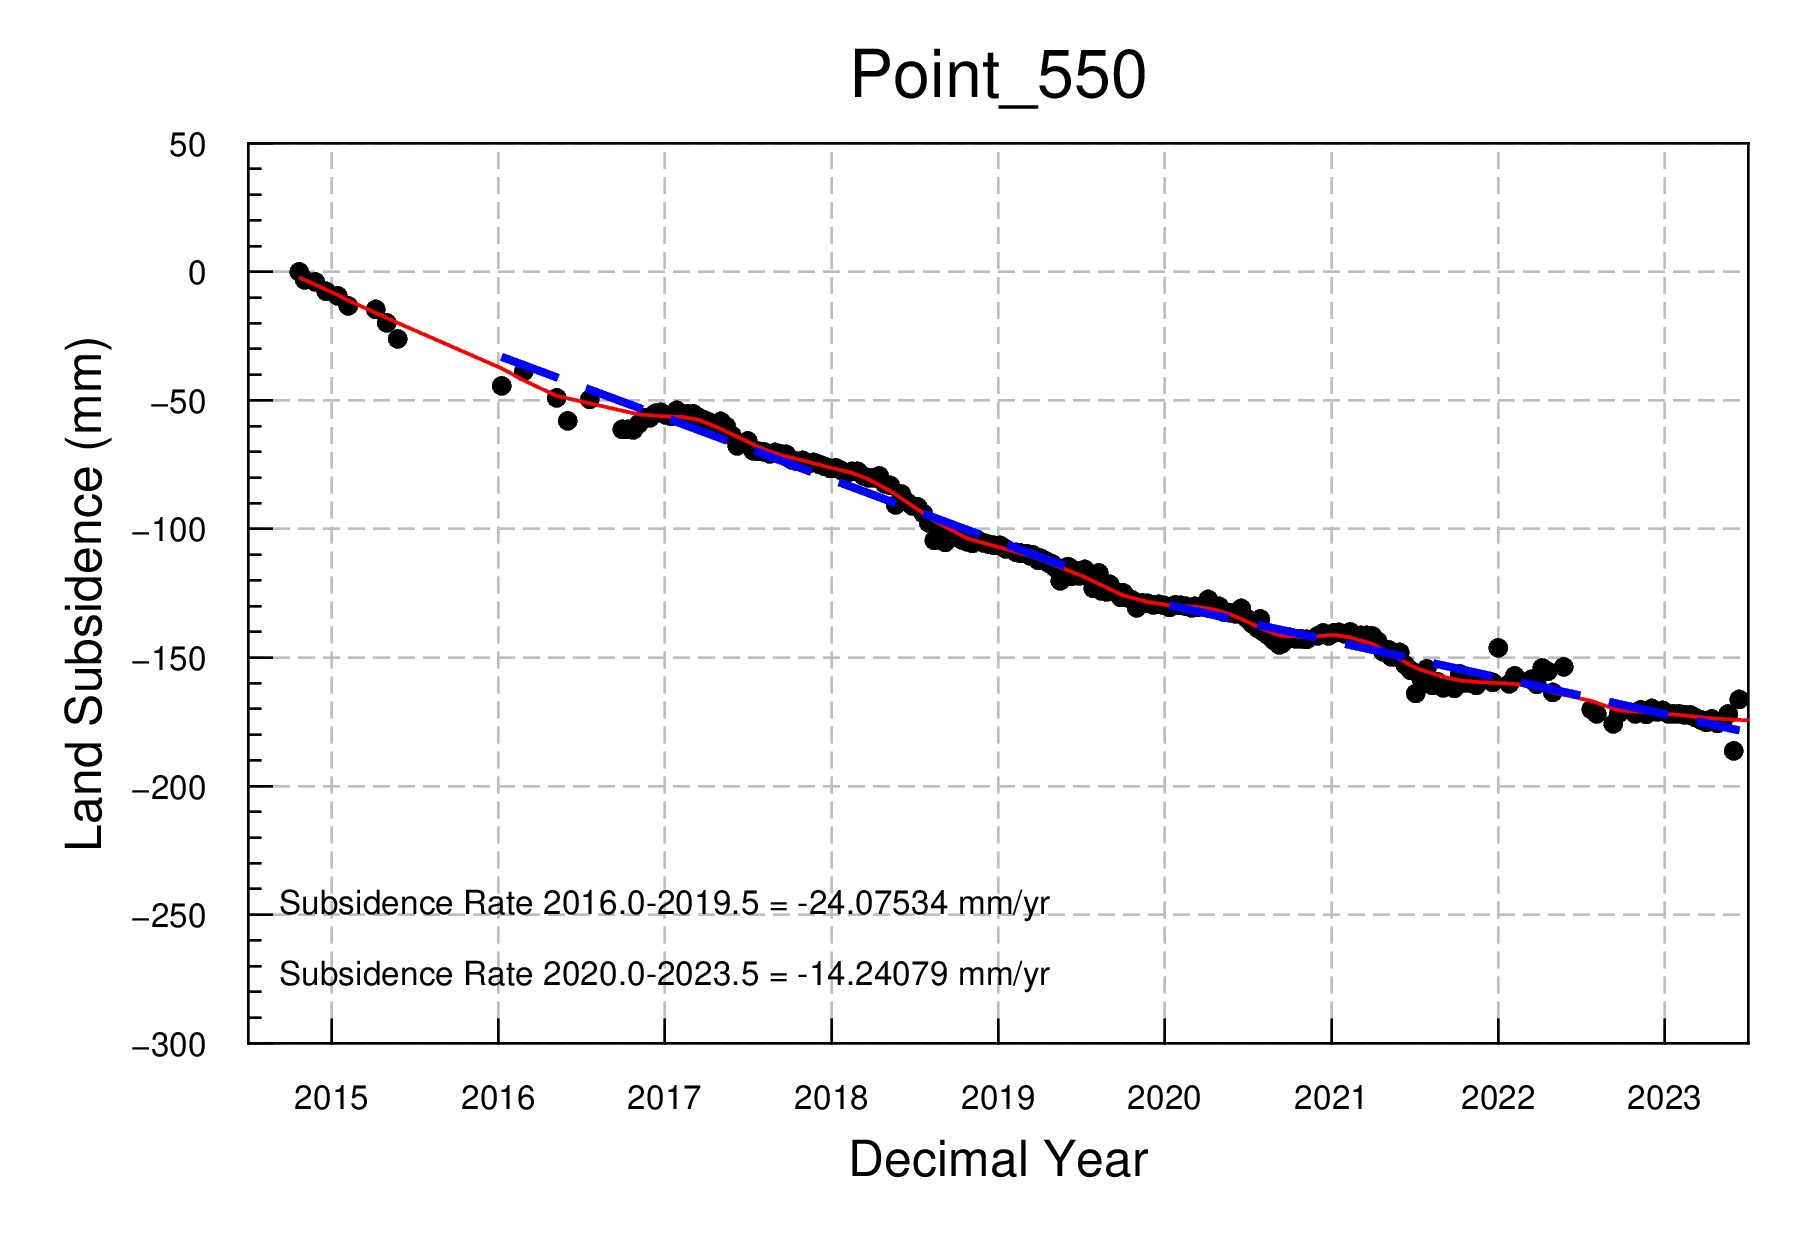 Point_550
50
0
−50
−100
−150
−200
−250
−300
Land Subsidence (mm)
Subsidence Rate 2016.0-2019.5 = -24.07534 mm/yr
Subsidence Rate 2020.0-2023.5 = -14.24079 mm/yr
2015 2016 2017 2018 2019 2020 2021 2022 2023
Decimal Year